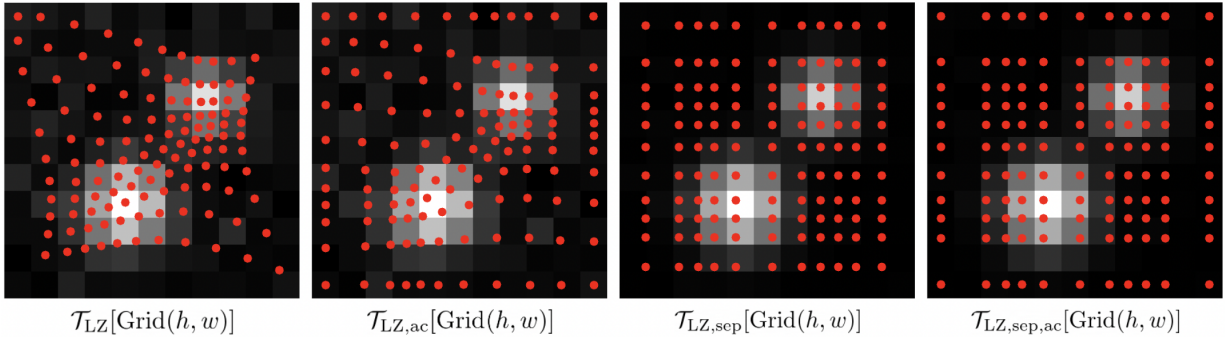 𝒯_LZ[Grid(h, w)]
𝒯_LZ,ac[Grid(h, w)]
𝒯_LZ,sep[Grid(h, w)]
𝒯_LZ,sep,ac[Grid(h, w)]